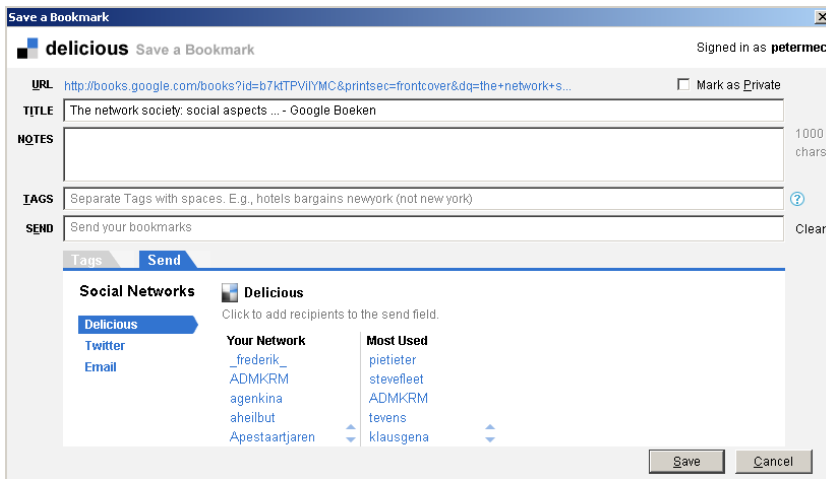 Save a Bookmark
delicious Save a Bookmark
Signed in as petermec
URL http://books.google.com/books?id=b7ktTPVilYMC&printsec=frontcover&dq=the+network+s... Mark as Private
TITLE The network society: social aspects ... - Google Boeken
NOTES 1000
chars
TAGS Separate Tags with spaces. E.g., hotels bargains newyork (not new york) ?
SEND Send your bookmarks Clear
Tags Send
Social Networks
Delicious
Twitter
Email
Delicious
Click to add recipients to the send field.
Your Network
_frederik_
ADMKRM
agenkina
aheilbut
Apestaartjaren
Most Used
pietieter
stevefleet
ADMKRM
tevens
klausgena
Save Cancel